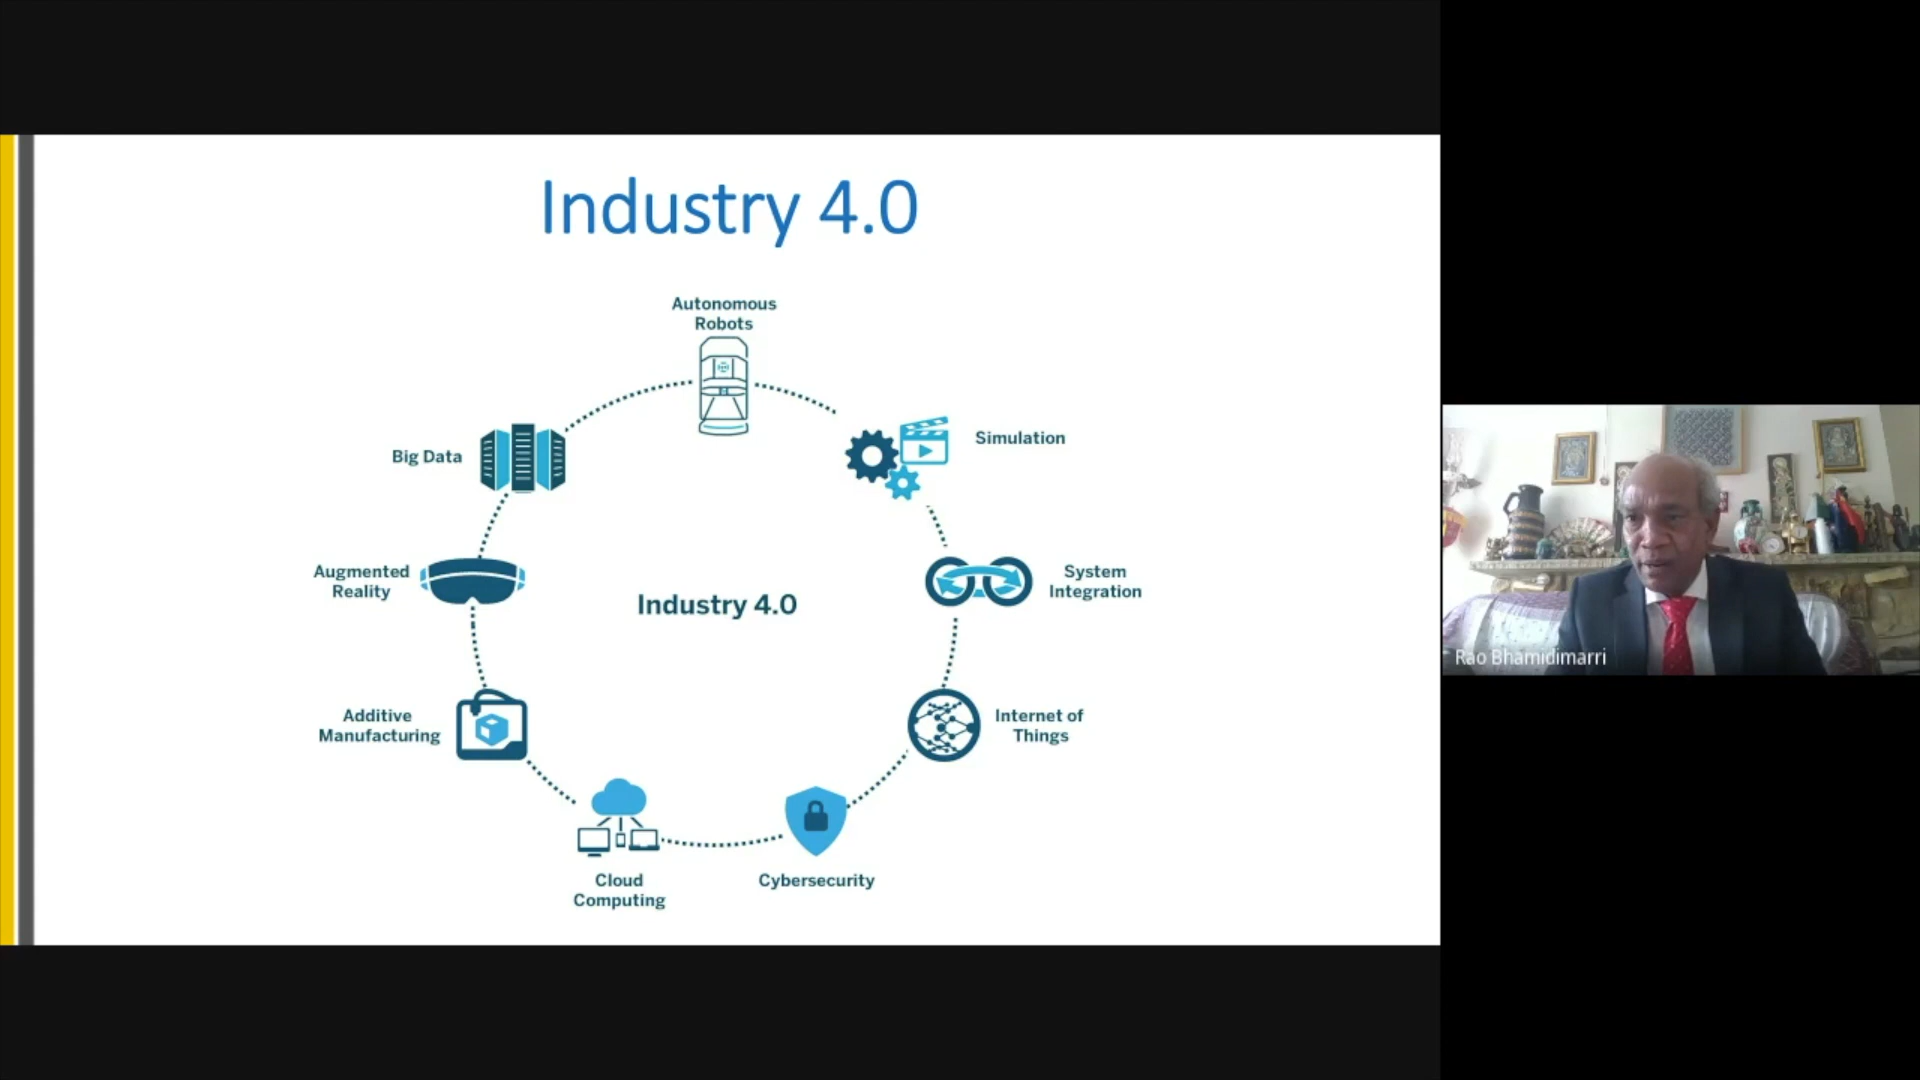 Industry 4.0
Autonomous
Robots
Simulation
Big Data
System
Integration
Augmented
Reality
Industry 4.0
Internet of
Things
Additive
Manufacturing
Cloud
Computing
Cybersecurity
Rao Bhamidimarri